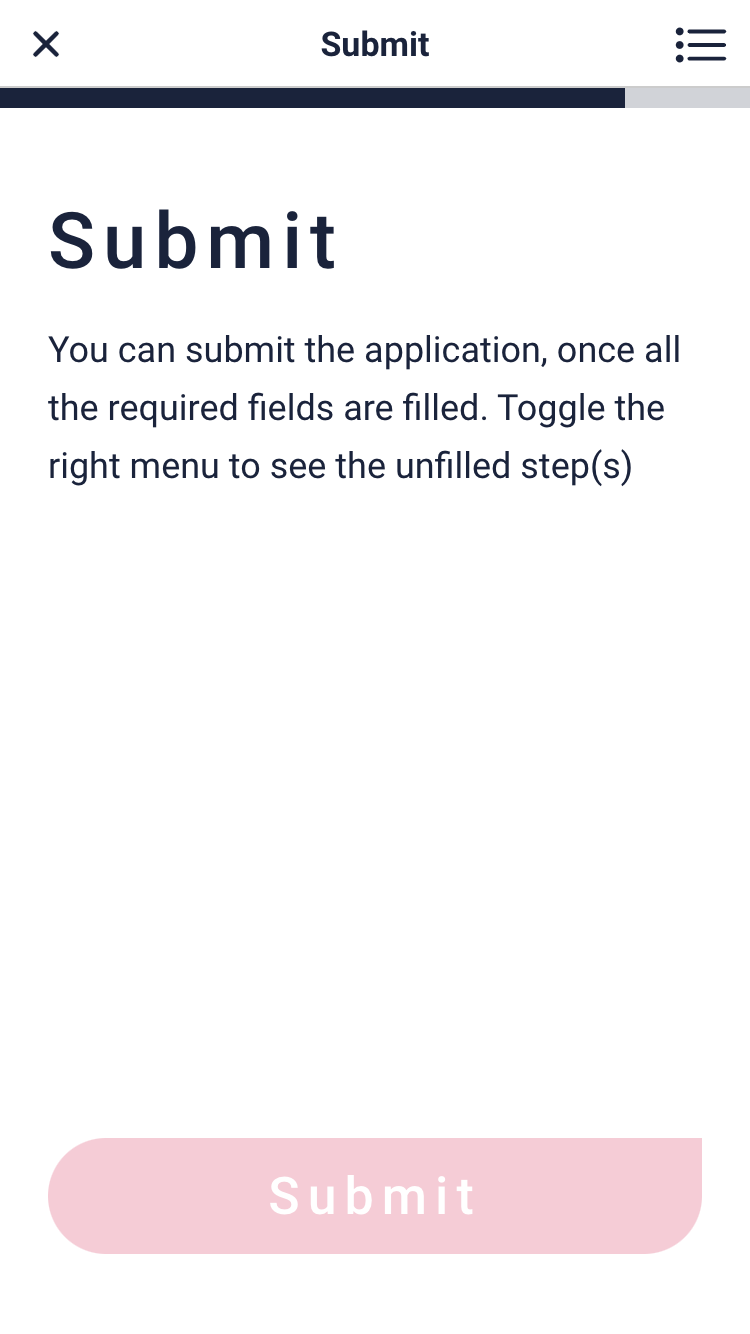 Submit
Submit
You can submit the application, once all
the required fields are filled. Toggle the
right menu to see the unfilled step(s)
Submit